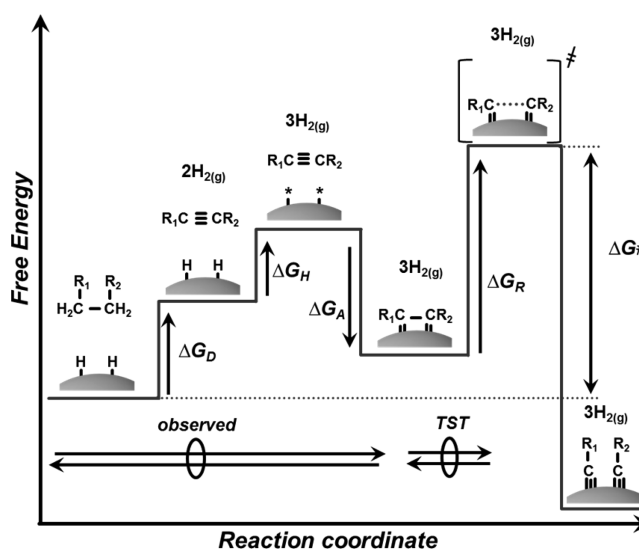 3H2(g)
‡
R1C·····CR2
3H2(g)
2H2(g)
R1C≡CR2
* *
R1C≡CR2
H H
3H2(g)
R1 R2
H2C—CH2
R1C—CR2
H H
ΔGD
ΔGH
ΔGA
ΔGR
ΔG‡
observed
TST
3H2(g)
R1 R2
C C
Free Energy
Reaction coordinate